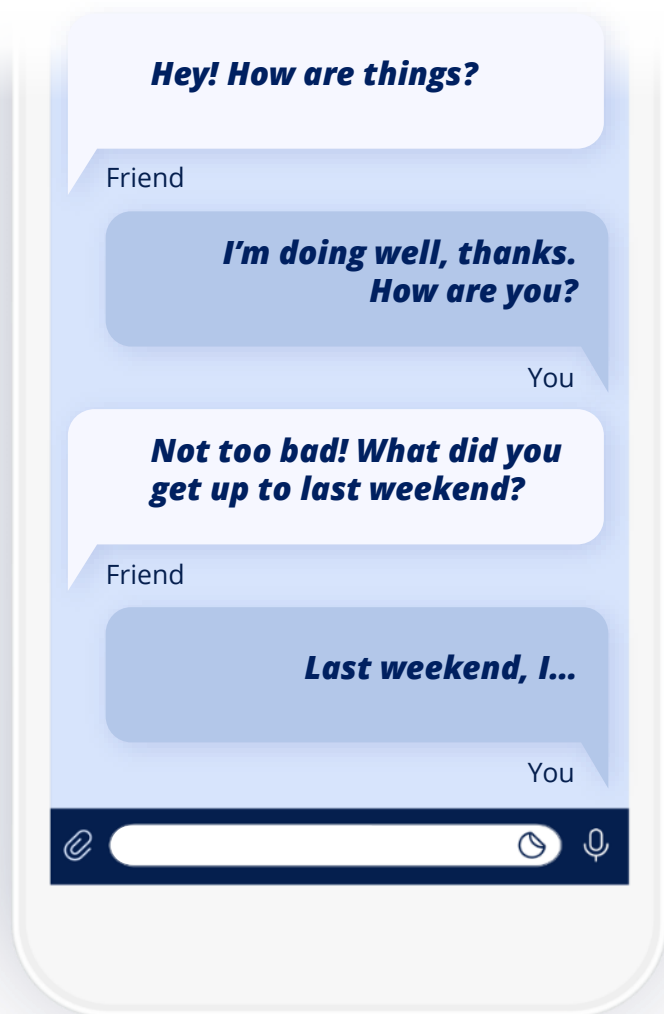 Hey! How are things?
Friend
I’m doing well, thanks.
How are you?
You
Not too bad! What did you
get up to last weekend?
Friend
Last weekend, I...
You